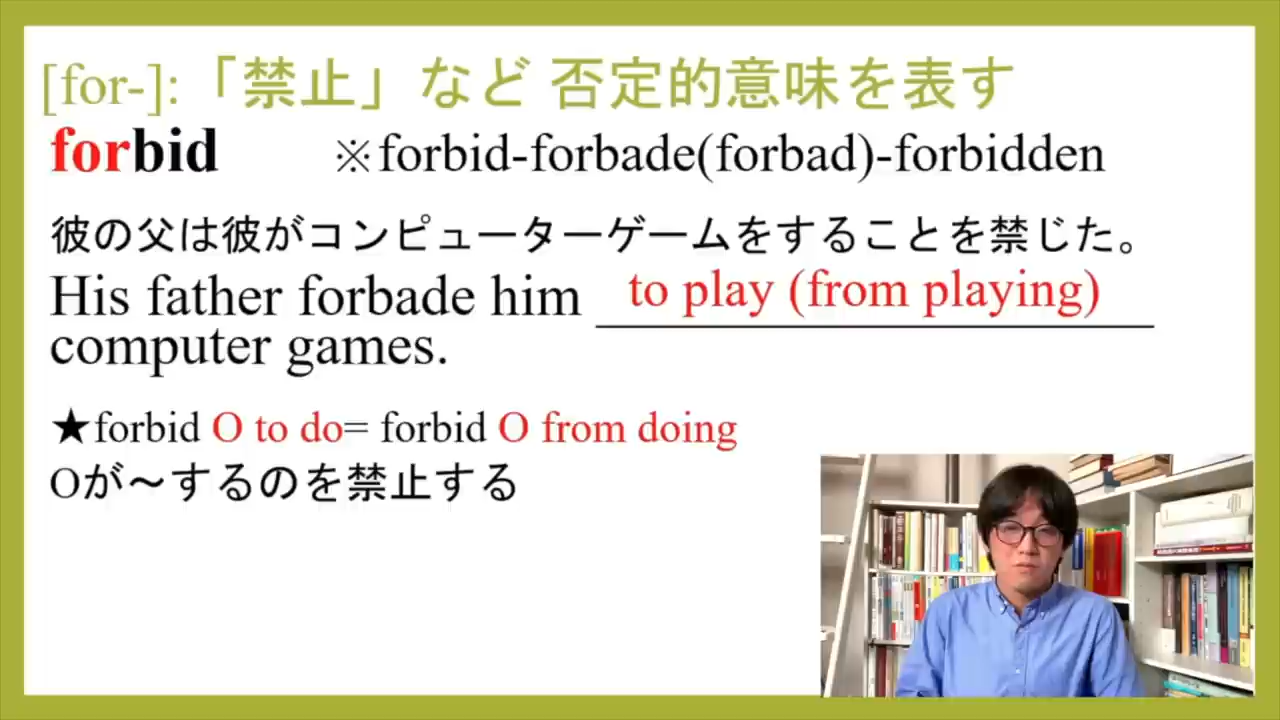 [for-]:「禁止」など 否定的意味を表す
forbid ※forbid-forbade(forbad)-forbidden
彼の父は彼がコンピューターゲームをすることを禁じた。
His father forbade him to play (from playing)
computer games.
★forbid O to do= forbid O from doing
Oが～するのを禁止する